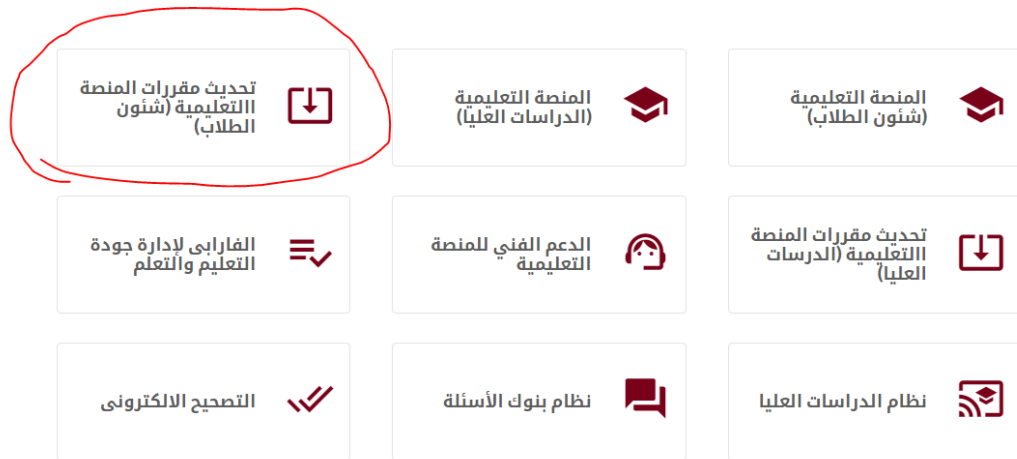 المنصة التعليمية
(شئون الطلاب)
المنصة التعليمية
(الدراسات العليا)
تحديث مقررات المنصة
االتعليمية (شئون
الطلاب)
تحديث مقررات المنصة
االتعليمية (الدرسات
العليا)
الدعم الفني للمنصة
التعليمية
الفارابى لإدارة جودة
التعليم والتعلم
نظام الدراسات العليا
نظام بنوك الأسئلة
التصحيح الالكترونى